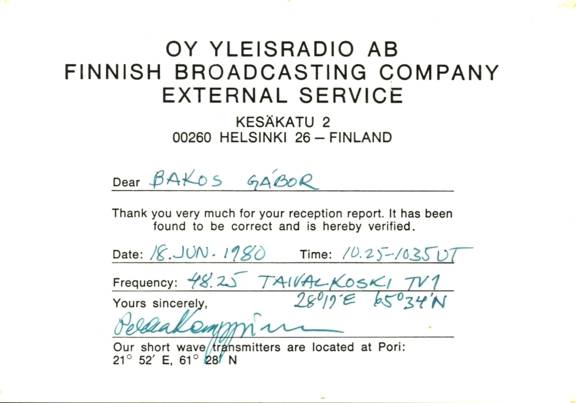 OY YLEISRADIO AB
FINNISH BROADCASTING COMPANY
EXTERNAL SERVICE
KESÄKATU 2
00260 HELSINKI 26 – FINLAND
Dear BAKOS GÁBOR
Thank you very much for your reception report. It has been
found to be correct and is hereby verified.
Date: 18. JUN. 1980 Time: 10.25-1035 UT
Frequency: 48.25 TAIVALKOSKI TV1
Yours sincerely, 28°19'E 65°34'N
Our short wave transmitters are located at Pori:
21° 52' E, 61° 28' N